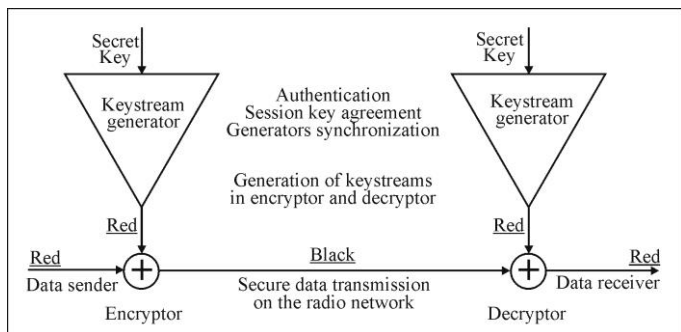 Secret
Key
Keystream
generator
Authentication
Session key agreement
Generators synchronization
Generation of keystreams
in encryptor and decryptor
Secret
Key
Keystream
generator
Red
Red
Red
Data sender
Encryptor
Black
Secure data transmission
on the radio network
Red
Data receiver
Decryptor